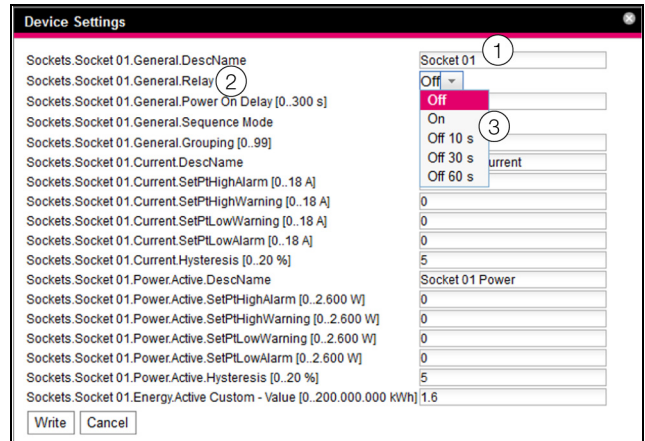 Device Settings
Sockets.Socket 01.General.DescName Socket 01 1
Sockets.Socket 01.General.Relay 2 Off
Sockets.Socket 01.General.Power On Delay [0..300 s] Off
Sockets.Socket 01.General.Sequence Mode On
3
Sockets.Socket 01.General.Grouping [0..99] Off 10 s
Sockets.Socket 01.Current.DescName Off 30 s urrent
Sockets.Socket 01.Current.SetPtHighAlarm [0..18 A] Off 60 s
Sockets.Socket 01.Current.SetPtHighWarning [0..18 A] 0
Sockets.Socket 01.Current.SetPtLowWarning [0..18 A] 0
Sockets.Socket 01.Current.SetPtLowAlarm [0..18 A] 0
Sockets.Socket 01.Current.Hysteresis [0..20 %] 5
Sockets.Socket 01.Power.Active.DescName Socket 01 Power
Sockets.Socket 01.Power.Active.SetPtHighAlarm [0..2.600 W] 0
Sockets.Socket 01.Power.Active.SetPtHighWarning [0..2.600 W] 0
Sockets.Socket 01.Power.Active.SetPtLowWarning [0..2.600 W] 0
Sockets.Socket 01.Power.Active.SetPtLowAlarm [0..2.600 W] 0
Sockets.Socket 01.Power.Active.Hysteresis [0..20 %] 5
Sockets.Socket 01.Energy.Active Custom - Value [0..200.000.000 kWh] 1.6
Write Cancel